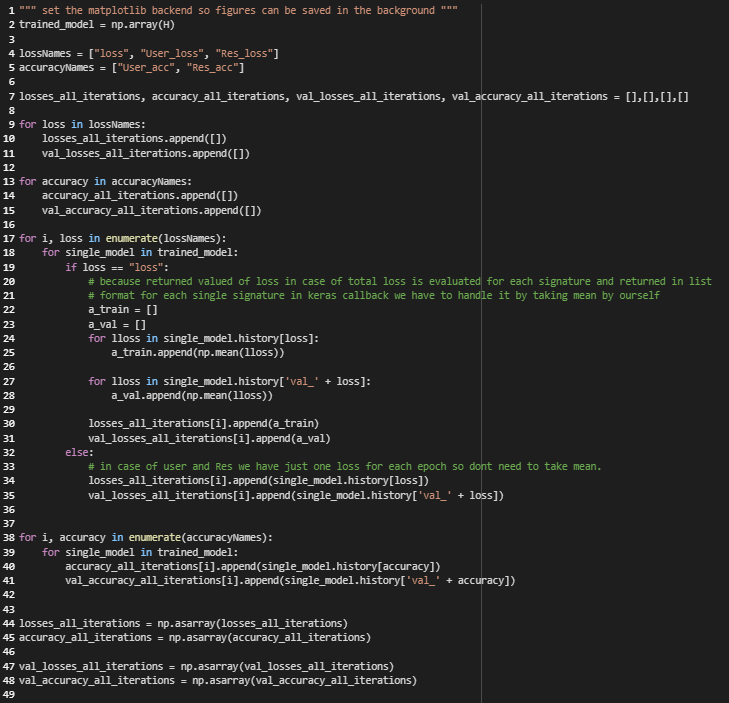 1 """ set the matplotlib backend so figures can be saved in the background """
2 trained_model = np.array(H)
3
4 lossNames = ["loss", "User_loss", "Res_loss"]
5 accuracyNames = ["User_acc", "Res_acc"]
6
7 losses_all_iterations, accuracy_all_iterations, val_losses_all_iterations, val_accuracy_all_iterations = [],[],[],[]
8
9 for loss in lossNames:
10     losses_all_iterations.append([])
11     val_losses_all_iterations.append([])
12
13 for accuracy in accuracyNames:
14     accuracy_all_iterations.append([])
15     val_accuracy_all_iterations.append([])
16
17 for i, loss in enumerate(lossNames):
18     for single_model in trained_model:
19         if loss == "loss":
20             # because returned valued of loss in case of total loss is evaluated for each signature and returned in list
21             # format for each single signature in keras callback we have to handle it by taking mean by ourself
22             a_train = []
23             a_val = []
24             for lloss in single_model.history[loss]:
25                 a_train.append(np.mean(lloss))
26
27             for lloss in single_model.history['val_' + loss]:
28                 a_val.append(np.mean(lloss))
29
30             losses_all_iterations[i].append(a_train)
31             val_losses_all_iterations[i].append(a_val)
32         else:
33             # in case of user and Res we have just one loss for each epoch so dont need to take mean.
34             losses_all_iterations[i].append(single_model.history[loss])
35             val_losses_all_iterations[i].append(single_model.history['val_' + loss])
36
37
38 for i, accuracy in enumerate(accuracyNames):
39     for single_model in trained_model:
40         accuracy_all_iterations[i].append(single_model.history[accuracy])
41         val_accuracy_all_iterations[i].append(single_model.history['val_' + accuracy])
42
43
44 losses_all_iterations = np.asarray(losses_all_iterations)
45 accuracy_all_iterations = np.asarray(accuracy_all_iterations)
46
47 val_losses_all_iterations = np.asarray(val_losses_all_iterations)
48 val_accuracy_all_iterations = np.asarray(val_accuracy_all_iterations)
49